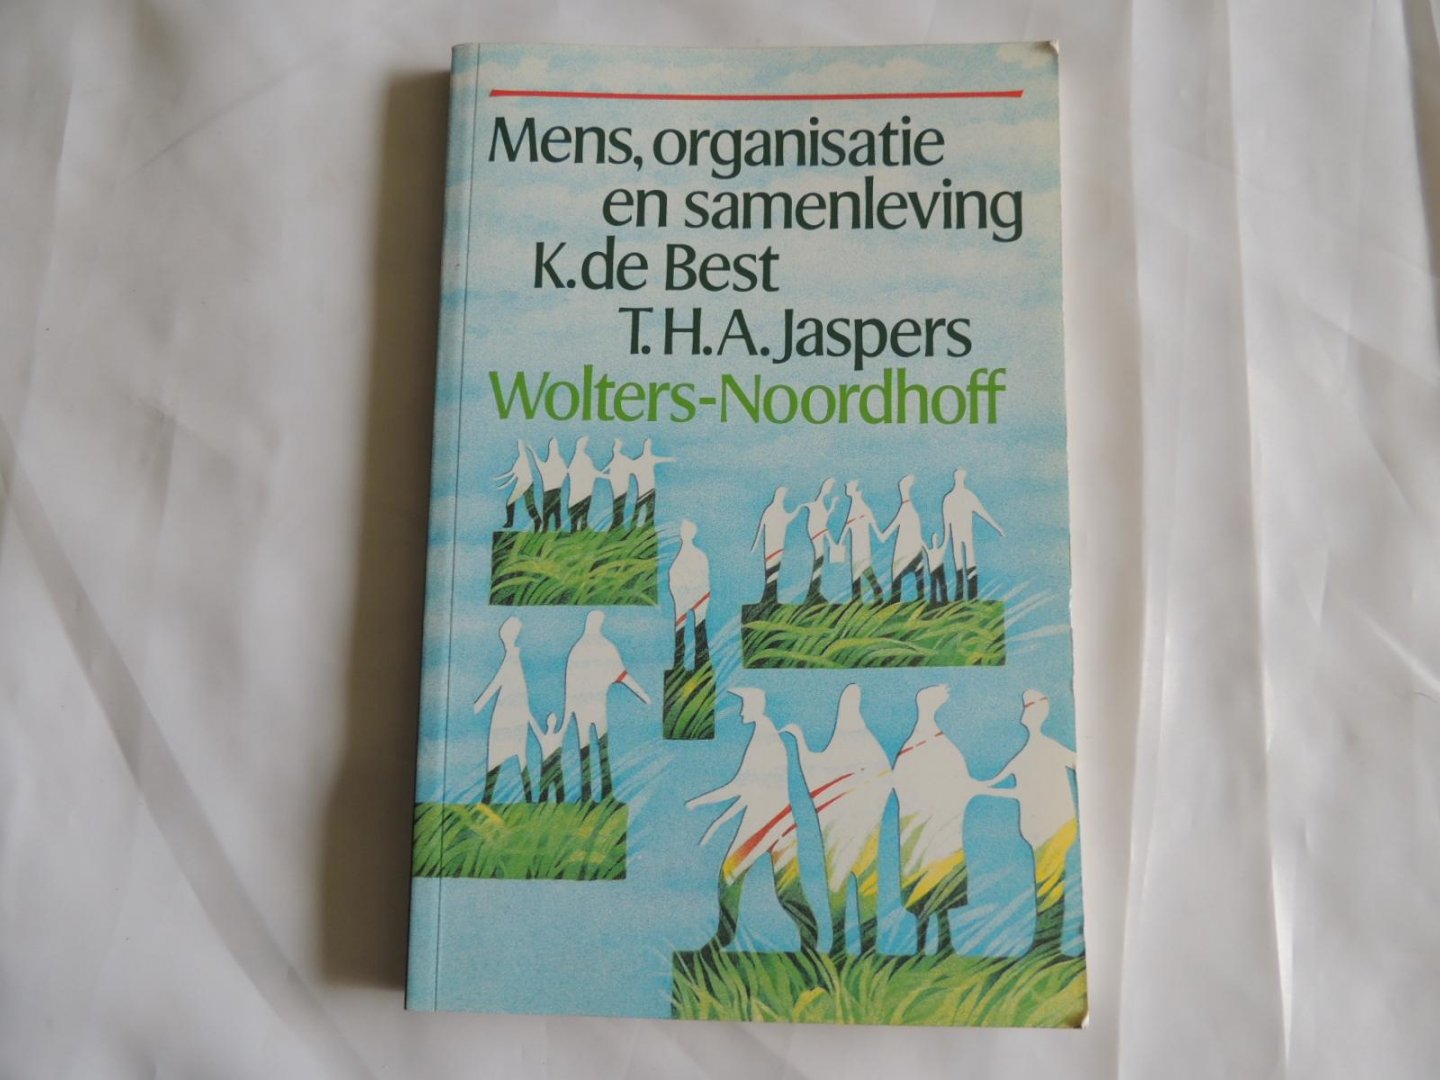 Mens, organisatie
en samenleving
K. de Best
T.H.A. Jaspers
Wolters-Noordhoff